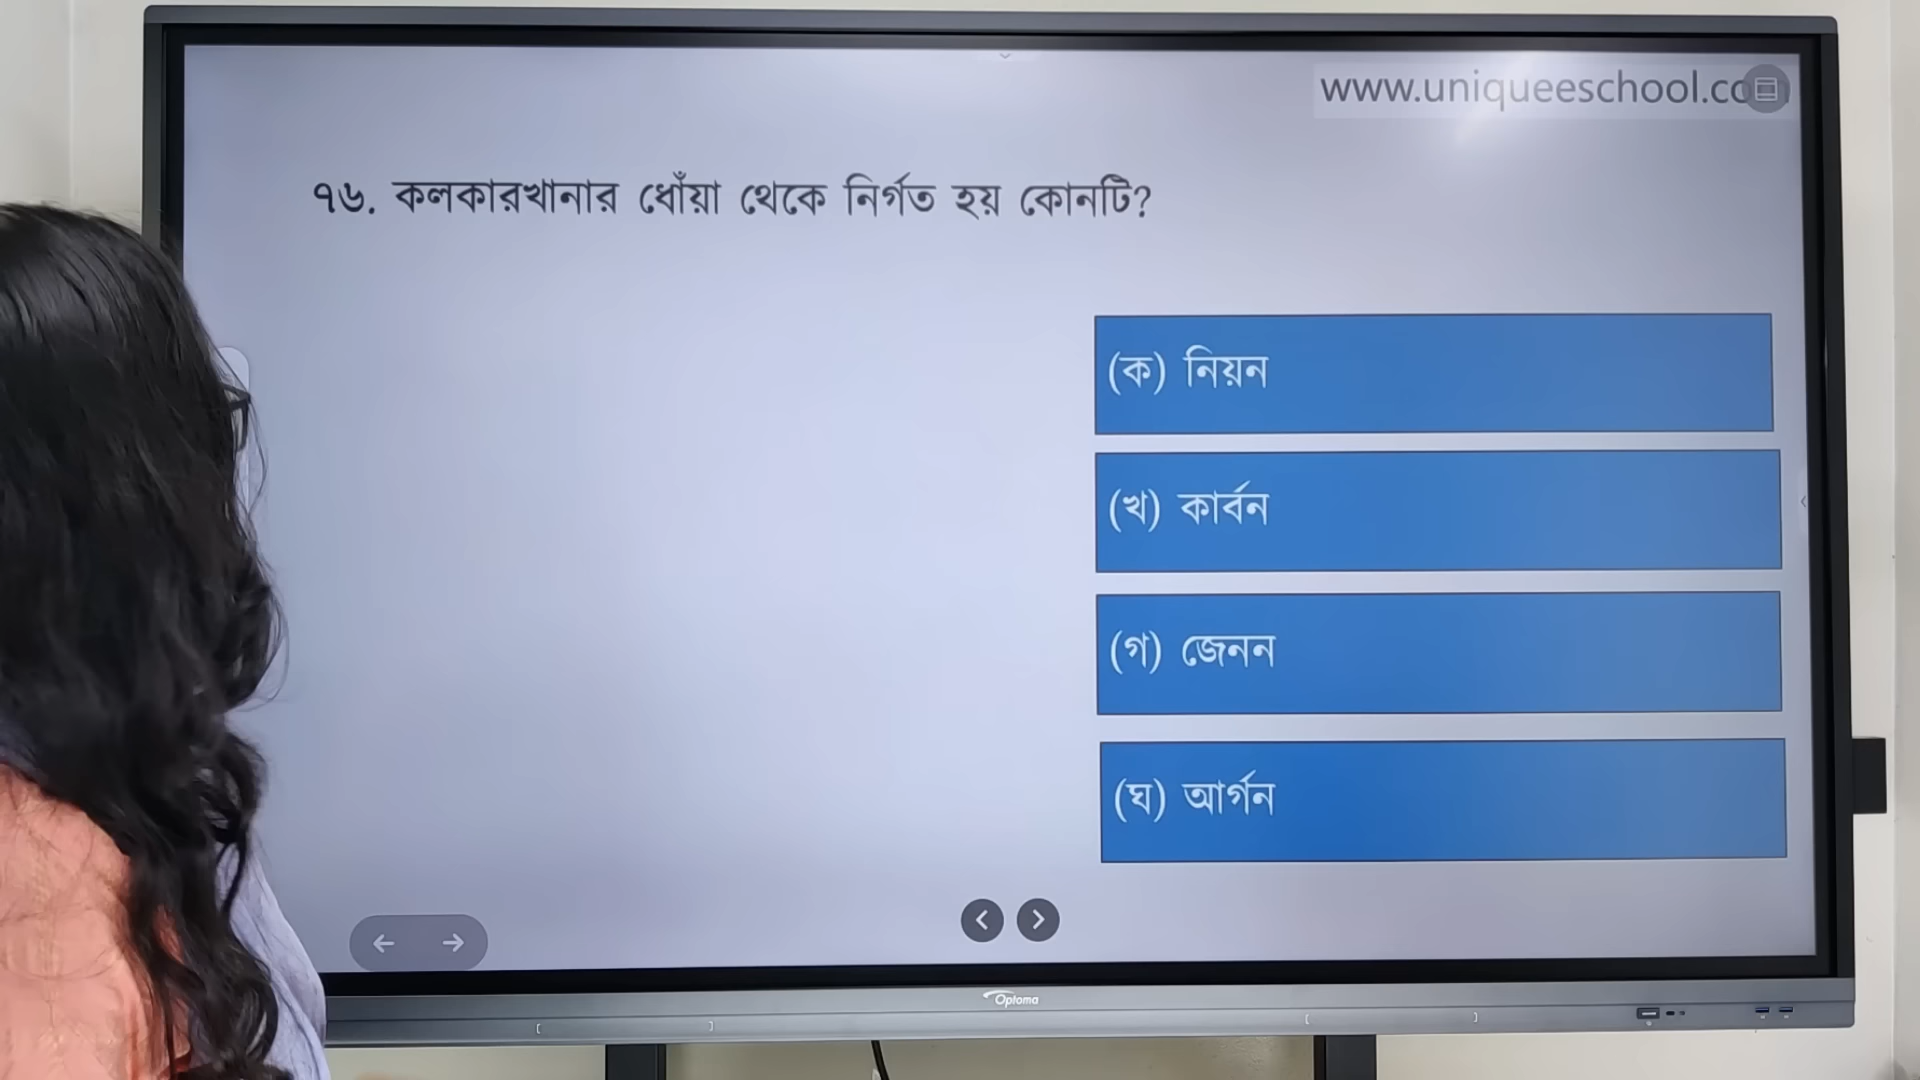 www.uniqueeschool.co
৭৬. কলকারখানার ধোঁয়া থেকে নির্গত হয় কোনটি?
(ক) নিয়ন
(খ) কার্বন
(গ) জেনন
(ঘ) আর্গন
Optoma